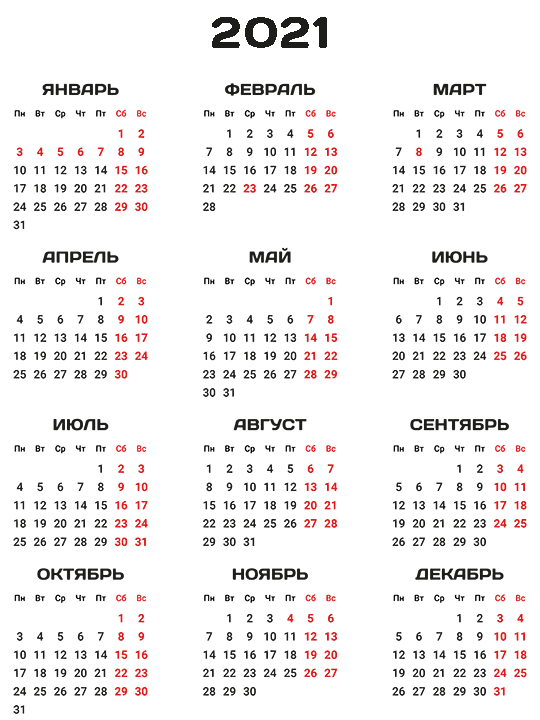 2021
ЯНВАРЬ ФЕВРАЛЬ МАРТ
Пн Вт Ср Чт Пт Сб Вс Пн Вт Ср Чт Пт Сб Вс Пн Вт Ср Чт Пт Сб Вс
1 2 1 2 3 4 5 6 1 2 3 4 5 6
3 4 5 6 7 8 9 7 8 9 10 11 12 13 7 8 9 10 11 12 13
10 11 12 13 14 15 16 14 15 16 17 18 19 20 14 15 16 17 18 19 20
17 18 19 20 21 22 23 21 22 23 24 25 26 27 21 22 23 24 25 26 27
24 25 26 27 28 29 30 28 28 29 30 31
31
АПРЕЛЬ МАЙ ИЮНЬ
Пн Вт Ср Чт Пт Сб Вс Пн Вт Ср Чт Пт Сб Вс Пн Вт Ср Чт Пт Сб Вс
1 2 3 1 1 2 3 4 5
4 5 6 7 8 9 10 2 3 4 5 6 7 8 6 7 8 9 10 11 12
11 12 13 14 15 16 17 9 10 11 12 13 14 15 13 14 15 16 17 18 19
18 19 20 21 22 23 24 16 17 18 19 20 21 22 20 21 22 23 24 25 26
25 26 27 28 29 30 23 24 25 26 27 28 29 27 28 29 30
30 31
ИЮЛЬ АВГУСТ СЕНТЯБРЬ
Пн Вт Ср Чт Пт Сб Вс Пн Вт Ср Чт Пт Сб Вс Пн Вт Ср Чт Пт Сб Вс
1 2 3 1 2 3 4 5 6 7 1 2 3 4
4 5 6 7 8 9 10 8 9 10 11 12 13 14 5 6 7 8 9 10 11
11 12 13 14 15 16 17 15 16 17 18 19 20 21 12 13 14 15 16 17 18
18 19 20 21 22 23 24 22 23 24 25 26 27 28 19 20 21 22 23 24 25
25 26 27 28 29 30 31 29 30 31 26 27 28 29 30
ОКТЯБРЬ НОЯБРЬ ДЕКАБРЬ
Пн Вт Ср Чт Пт Сб Вс Пн Вт Ср Чт Пт Сб Вс Пн Вт Ср Чт Пт Сб Вс
1 2 1 2 3 4 5 6 1 2 3 4
3 4 5 6 7 8 9 7 8 9 10 11 12 13 5 6 7 8 9 10 11
10 11 12 13 14 15 16 14 15 16 17 18 19 20 12 13 14 15 16 17 18
17 18 19 20 21 22 23 21 22 23 24 25 26 27 19 20 21 22 23 24 25
24 25 26 27 28 29 30 28 29 30 26 27 28 29 30 31
31